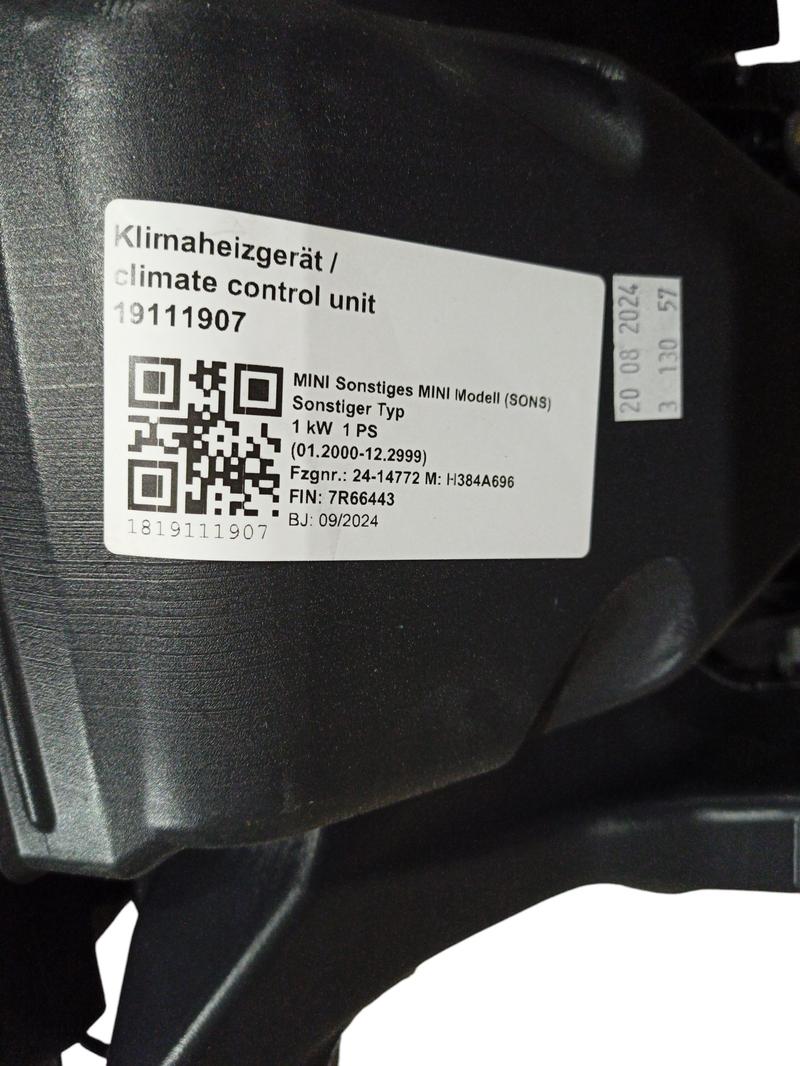 Klimaheizgerät /
climate control unit
19111907
MINI Sonstiges MINI Modell (SONS)
Sonstiger Typ
1 kW 1 PS
(01.2000-12.2999)
Fzgnr.: 24-14772 M: H384A696
FIN: 7R66443
BJ: 09/2024
1819111907
20 08 2024
3 130 57